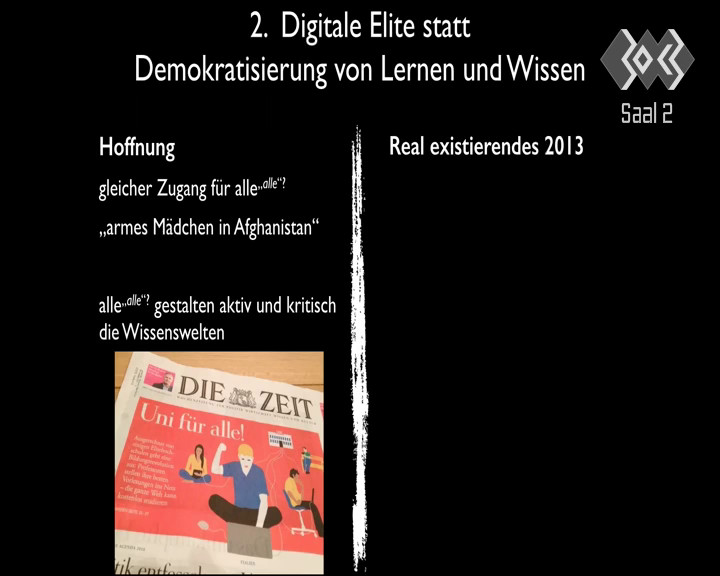 2. Digitale Elite statt
Demokratisierung von Lernen und Wissen
Saal 2
Hoffnung
gleicher Zugang für alle„alle“?
„armes Mädchen in Afghanistan“
alle„alle“? gestalten aktiv und kritisch
die Wissenswelten
Real existierendes 2013
DIE ZEIT
Uni für alle!